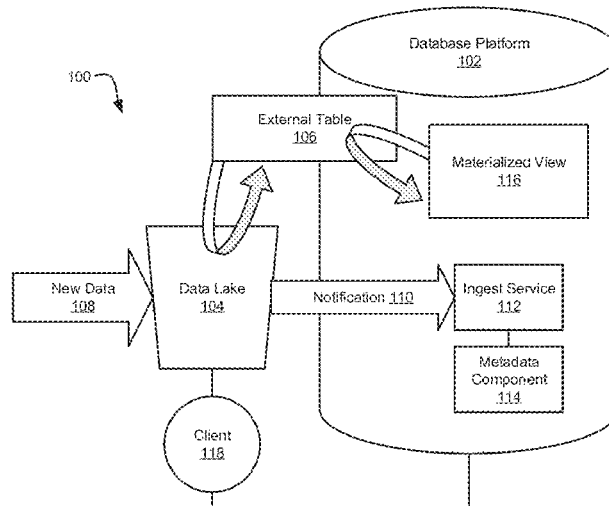 Database Platform
102
100
External Table
106
Materialized View
116
New Data
108
Data Lake
104
Notification 110
Ingest Service
112
Metadata
Component
114
Client
118